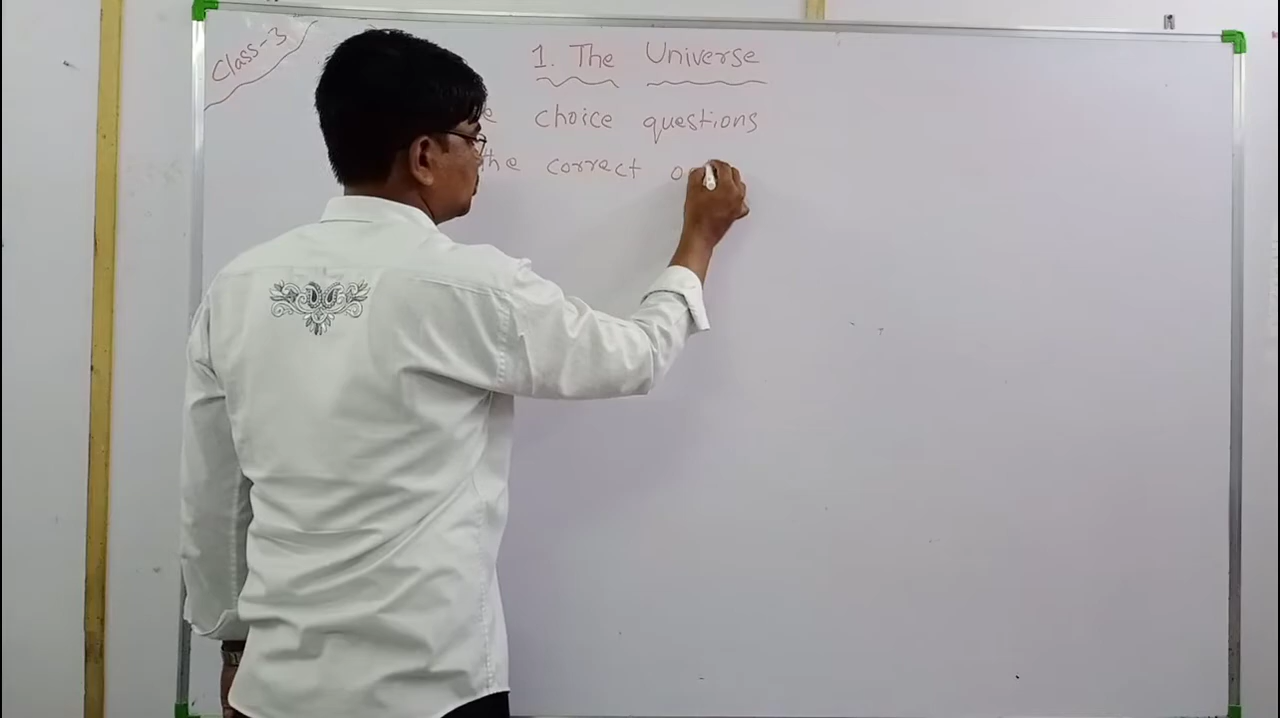 Class-3
1. The Universe
choice questions
the correct